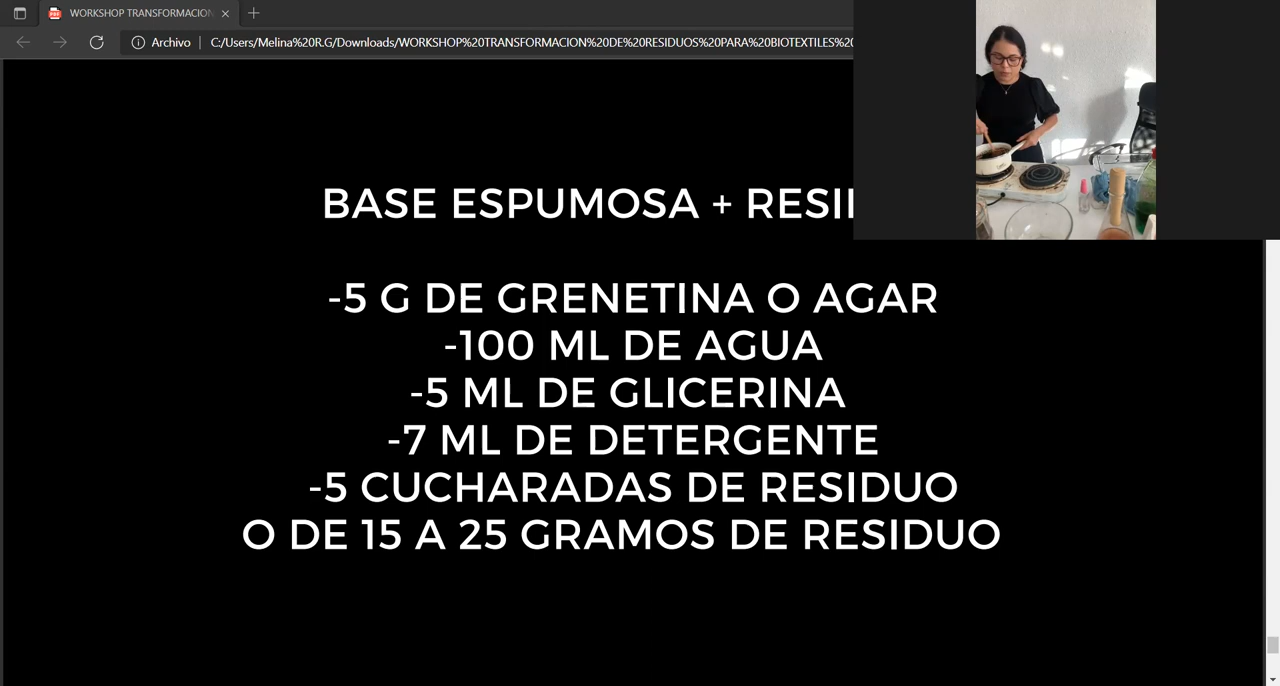 WORKSHOP TRANSFORMACION
Archivo
C:/Users/Melina%20R.G/Downloads/WORKSHOP%20TRANSFORMACION%20DE%20RESIDUOS%20PARA%20BIOTEXTILES%20
BASE ESPUMOSA +
-5 G DE GRENETINA O AGAR
-100 ML DE AGUA
-5 ML DE GLICERINA
-7 ML DE DETERGENTE
-5 CUCHARADAS DE RESIDUO
O DE 15 A 25 GRAMOS DE RESIDUO